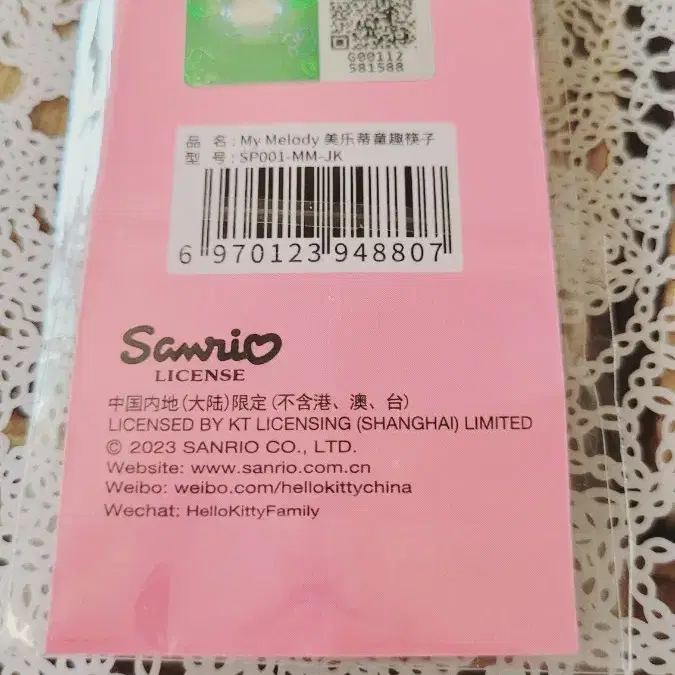 G00112
581588
品 名：My Melody 美乐蒂童趣筷子
型 号：SP001-MM-JK
6 970123 948807
Sanrio
LICENSE
中国内地(大陆)限定(不含港、澳、台)
LICENSED BY KT LICENSING (SHANGHAI) LIMITED
© 2023 SANRIO CO., LTD.
Website: www.sanrio.com.cn
Weibo: weibo.com/hellokittychina
Wechat: HelloKittyFamily